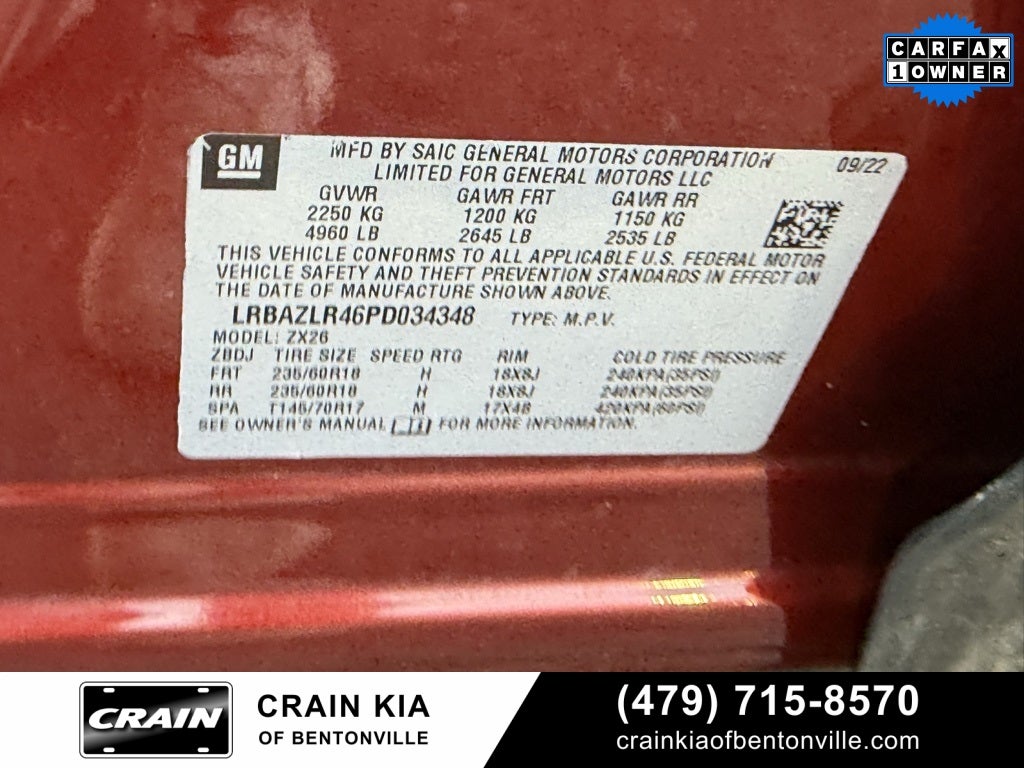 CARFAX
1 OWNER
GM
MFD BY SAIC GENERAL MOTORS CORPORATION 09/22
LIMITED FOR GENERAL MOTORS LLC
GVWR GAWR FRT GAWR RR
2250 KG 1200 KG 1150 KG
4960 LB 2645 LB 2535 LB
THIS VEHICLE CONFORMS TO ALL APPLICABLE U.S. FEDERAL MOTOR
VEHICLE SAFETY AND THEFT PREVENTION STANDARDS IN EFFECT ON
THE DATE OF MANUFACTURE SHOWN ABOVE.
LRBAZLR46PD034348 TYPE: M.P.V.
MODEL: ZX26
ZBDJ TIRE SIZE SPEED RTG RIM COLD TIRE PRESSURE
FRT 235/60R18 H 18X8J 240KPA(35PSI)
RR 235/60R18 H 18X8J 240KPA(35PSI)
SPA T145/70R17 M 420KPA(60PSI)
SEE OWNER'S MANUAL FOR MORE INFORMATION.
CRAIN
CRAIN KIA
OF BENTONVILLE
(479) 715-8570
crainkiaofbentonville.com